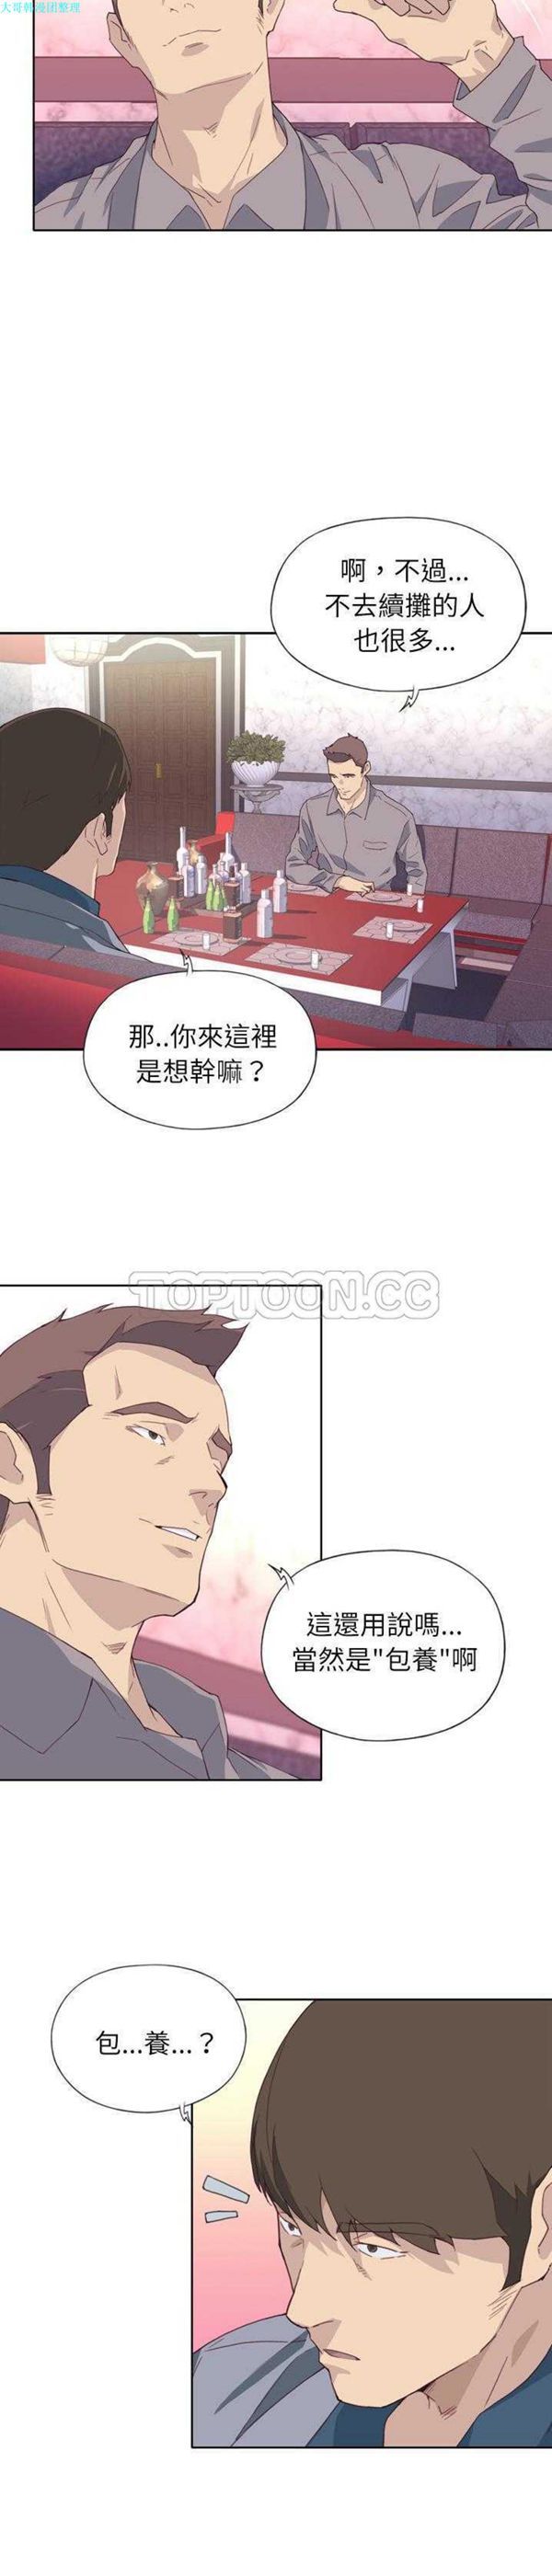 大哥韩漫团整理
啊，不過...
不去續攤的人
也很多...
那..你來這裡
是想幹嘛？
TOPTOON.CC
這還用說嗎...
當然是"包養"啊
包...養...？